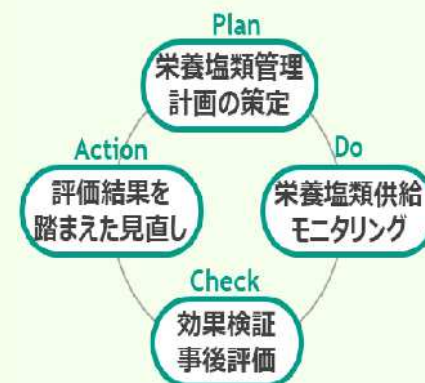 Plan
栄養塩類管理
計画の策定
Do
栄養塩類供給
モニタリング
Check
効果検証
事後評価
Action
評価結果を
踏まえた見直し